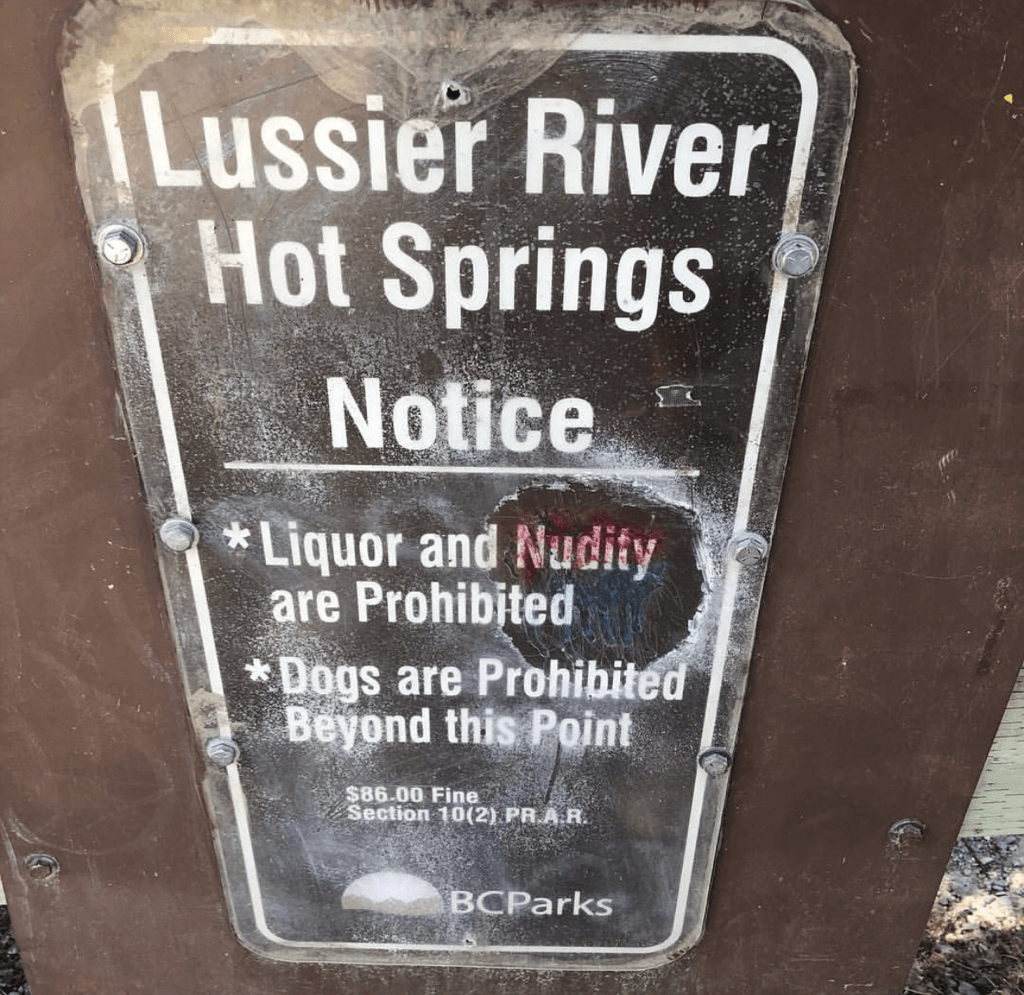 Lussier River
Hot Springs
Notice
* Liquor and Nudity
are Prohibited
* Dogs are Prohibited
Beyond this Point
$86.00 Fine
Section 10(2) PR.A.R.
BCParks